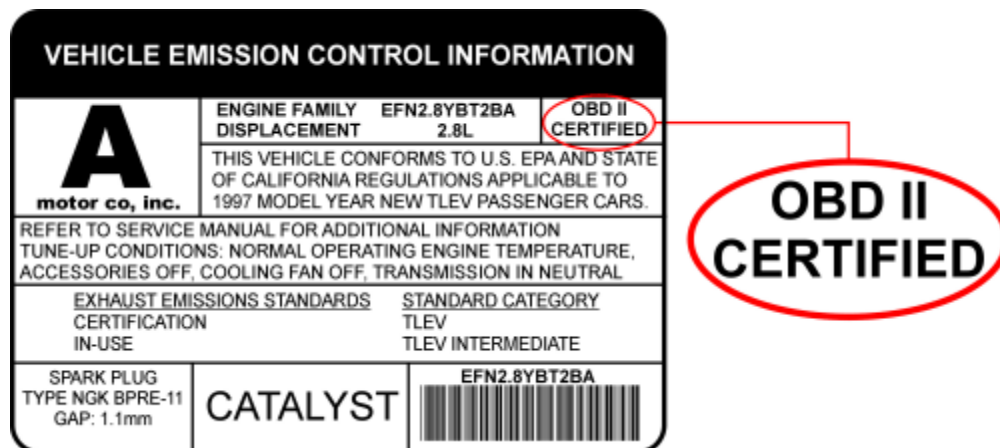 VEHICLE EMISSION CONTROL INFORMATION
A
motor co, inc.
ENGINE FAMILY EFN2.8YBT2BA
DISPLACEMENT 2.8L
OBD II
CERTIFIED
THIS VEHICLE CONFORMS TO U.S. EPA AND STATE
OF CALIFORNIA REGULATIONS APPLICABLE TO
1997 MODEL YEAR NEW TLEV PASSENGER CARS.
REFER TO SERVICE MANUAL FOR ADDITIONAL INFORMATION
TUNE-UP CONDITIONS: NORMAL OPERATING ENGINE TEMPERATURE,
ACCESSORIES OFF, COOLING FAN OFF, TRANSMISSION IN NEUTRAL
EXHAUST EMISSIONS STANDARDS STANDARD CATEGORY
CERTIFICATION TLEV
IN-USE TLEV INTERMEDIATE
SPARK PLUG
TYPE NGK BPRE-11
GAP: 1.1mm
CATALYST
EFN2.8YBT2BA
OBD II
CERTIFIED